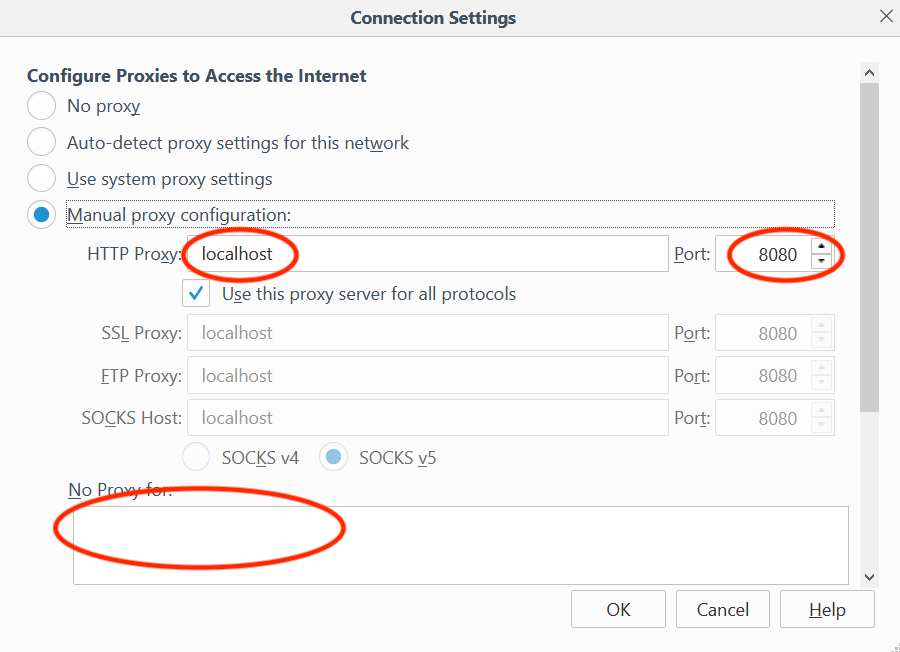 Connection Settings
Configure Proxies to Access the Internet
No proxy
Auto-detect proxy settings for this network
Use system proxy settings
Manual proxy configuration:
HTTP Proxy: localhost Port: 8080
Use this proxy server for all protocols
SSL Proxy: localhost Port: 8080
FTP Proxy: localhost Port: 8080
SOCKS Host: localhost Port: 8080
SOCKS v4 SOCKS v5
No Proxy for:
OK Cancel Help